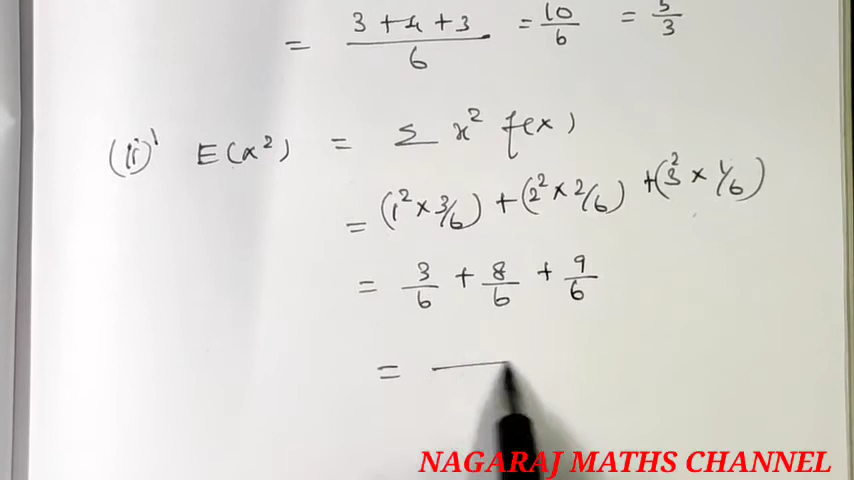 = (3 + 4 + 3)/6 = 10/6 = 5/3
(ii) E(x²) = Σ x² f(x)
= (1² × 3/6) + (2² × 2/6) + (3² × 1/6)
= 3/6 + 8/6 + 9/6
=
NAGARAJ MATHS CHANNEL